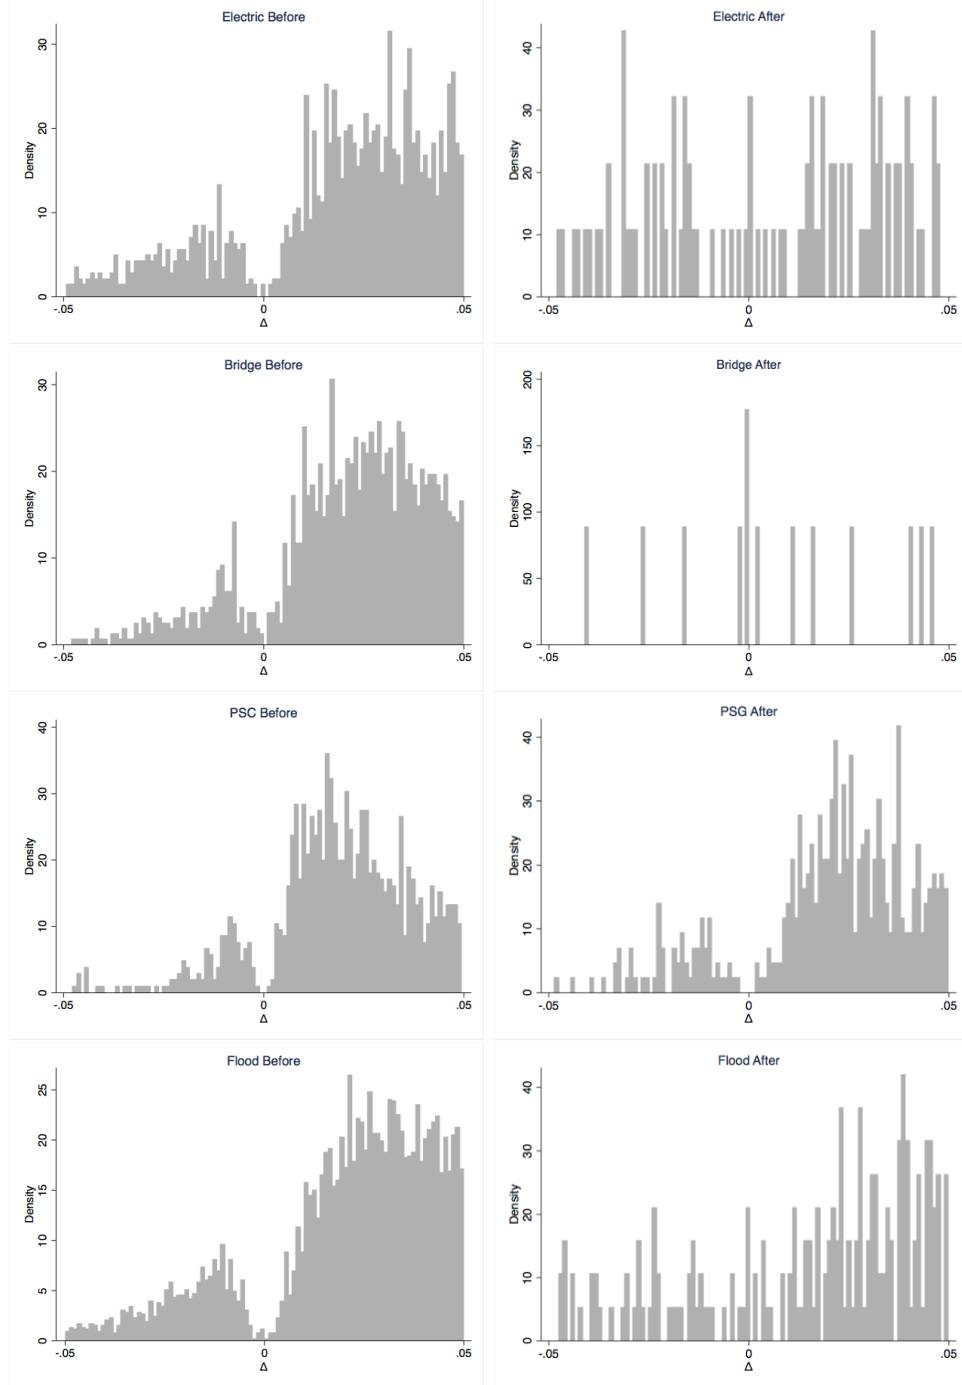 Electric Before
Density
0 10 20 30
-.05 0 .05
Δ
Electric After
Density
0 10 20 30 40
-.05 0 .05
Δ
Bridge Before
Density
0 10 20 30
-.05 0 .05
Δ
Bridge After
Density
0 50 100 150 200
-.05 0 .05
Δ
PSC Before
Density
0 10 20 30 40
-.05 0 .05
Δ
PSG After
Density
0 10 20 30 40
-.05 0 .05
Δ
Flood Before
Density
0 5 10 15 20 25
-.05 0 .05
Δ
Flood After
Density
0 10 20 30 40
-.05 0 .05
Δ